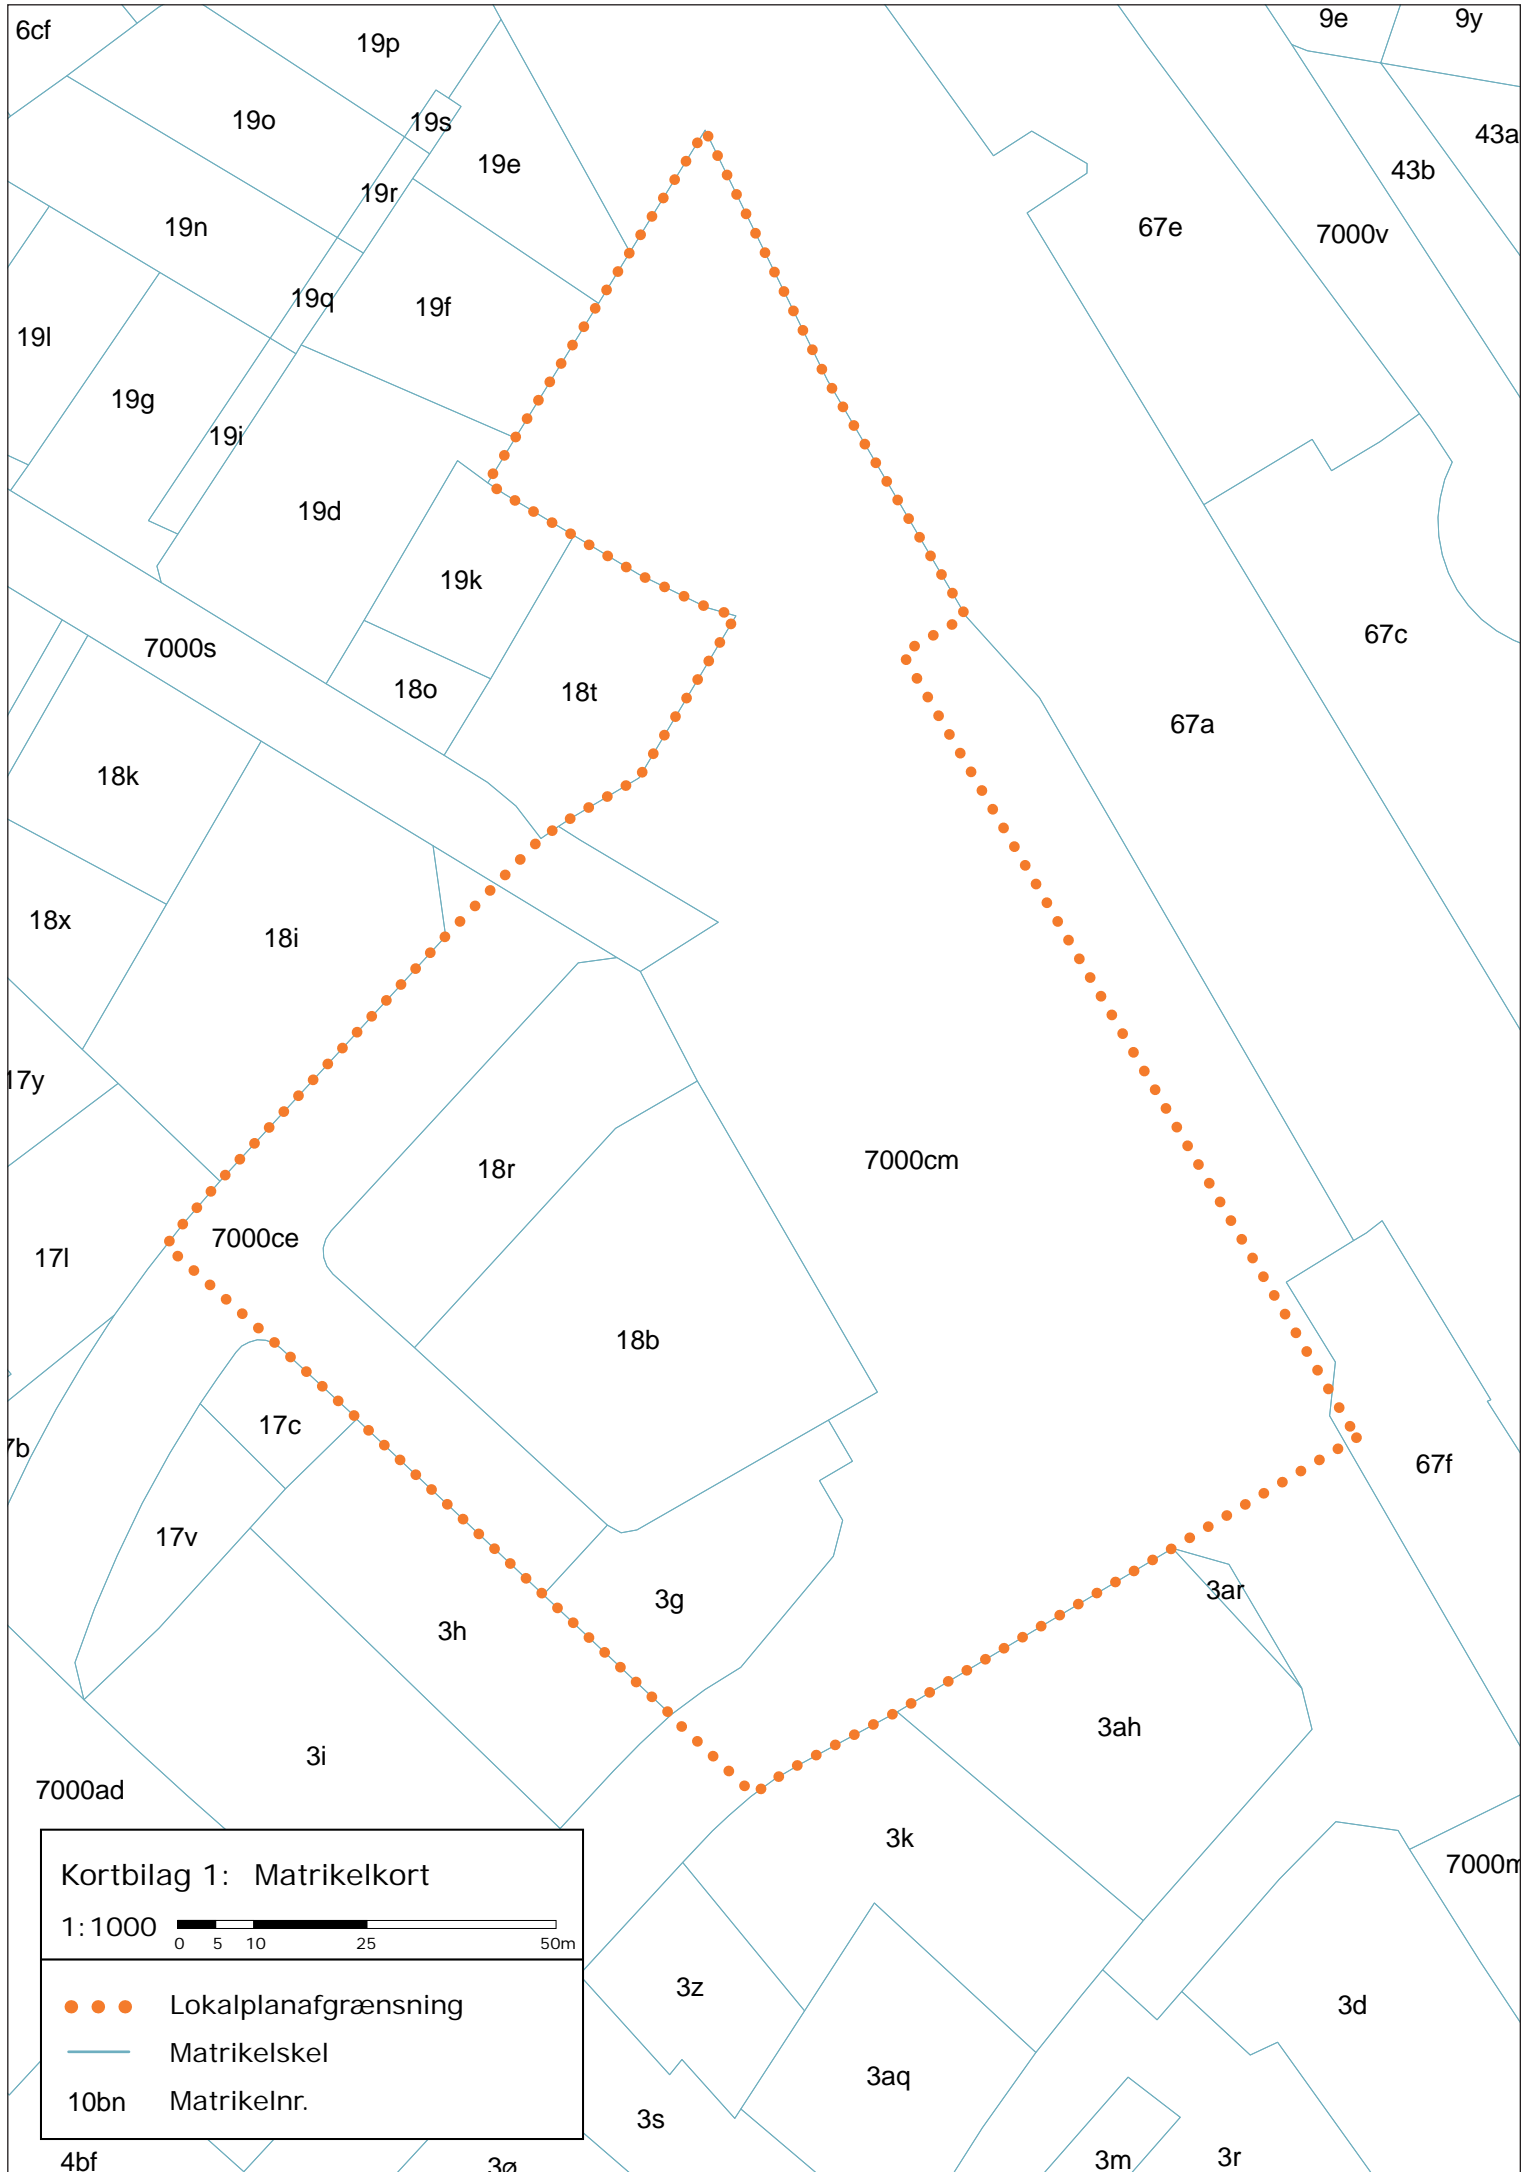 6cf
19p
9e
9y
19o
19s
43a
19e
43b
19r
19n
67e
7000v
19q
19f
19l
19g
19i
19d
19k
7000s
67c
18o
18t
67a
18k
18x
18i
17y
7000cm
18r
7000ce
17l
18b
17c
7b
67f
17v
3ar
3g
3h
3ah
3i
7000ad
3k
7000m
Kortbilag 1: Matrikelkort
1:1000
0 5 10 25 50m
3z
3d
Lokalplanafgrænsning
Matrikelskel
3aq
10bn Matrikelnr.
3s
4bf
3ø
3m
3r